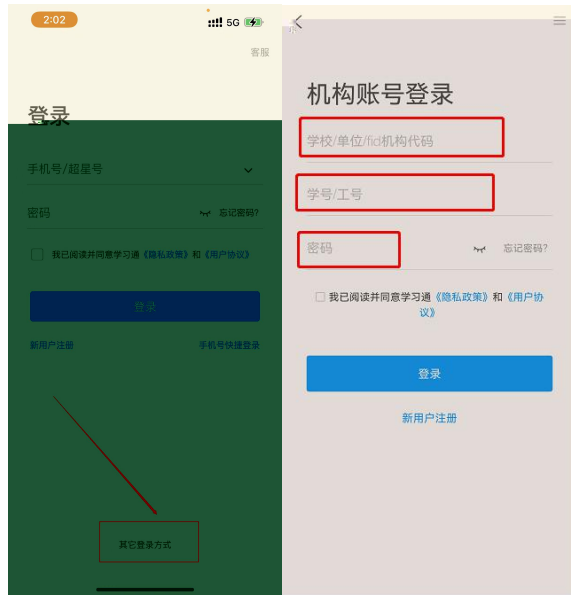 2:02
5G
客服
登录
手机号/超星号
密码
忘记密码?
我已阅读并同意学习通《隐私政策》和《用户协议》
登录
新用户注册
手机号快捷登录
其它登录方式
机构账号登录
学校/单位/fid机构代码
学号/工号
密码
忘记密码?
我已阅读并同意学习通《隐私政策》和《用户协
议》
登录
新用户注册